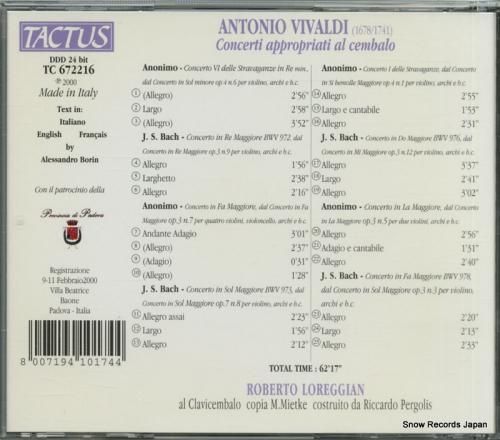 TACTUS
DDD 24 bit
TC 672216
℗ 2000
Made in Italy
Text in:
Italiano
English Français
by
Alessandro Borin
Con il patrocinio della
Provincia di Padova
Registrazione
9-11 Febbraio2000
Villa Beatrice
Baone
Padova - Italia
8 007194 101744
ANTONIO VIVALDI (1678/1741)
Concerti appropriati al cembalo
Anonimo - Concerto VI delle Stravaganze in Re min.,
dal Concerto in Sol minore op 4 n.6 per violino, archi e b.c.
1 (Allegro) 2'56"
2 Largo 2'58"
3 (Allegro) 3'52"
J. S. Bach - Concerto in Re Maggiore BWV 972,
dal Concerto in Re Maggiore op.3 n.9 per violino, archi e b.c.
4 Allegro 1'56"
5 Larghetto 2'38"
6 Allegro 2'16"
Anonimo - Concerto in Fa Maggiore, dal Concerto in Fa
Maggiore op.3 n.7 per quattro violini, violoncello, archi e b.c.
7 Andante Adagio 3'01"
8 (Allegro) 2'37"
9 (Adagio) 0'31"
10 (Allegro) 1'28"
J. S. Bach - Concerto in Sol Maggiore BWV 973,
dal Concerto in Sol Maggiore op.7 n.8 per violino, archi e b.c.
11 Allegro assai 2'23"
12 Largo 1'56"
13 Allegro 2'12"
Anonimo - Concerto I delle Stravaganze, dal Concerto
in Si bemolle Maggiore op 4 n.1 per violino, archi e b.c.
14 Allegro 2'55"
15 Largo e cantabile 1'53"
16 Allegro 2'31"
J. S. Bach - Concerto in Do Maggiore BWV 976,
dal Concerto in Mi Maggiore op.3 n.12 per violino, archi e b.c.
17 Allegro 3'37"
18 Largo 2'41"
19 Allegro 3'02"
Anonimo - Concerto in La Maggiore, dal Concerto
in La Maggiore op.3 n.5 per due violini, archi e b.c.
20 Allegro 2'56"
21 Adagio e cantabile 1'31"
22 Allegro 2'40"
J. S. Bach - Concerto in Fa Maggiore BWV 978,
dal Concerto in Sol Maggiore op.3 n.3 per violino,
archi e b.c.
23 Allegro 2'20"
24 Largo 2'13"
25 Allegro 2'33"
TOTAL TIME : 62'17"
ROBERTO LOREGGIAN
al Clavicembalo copia M.Mietke costruito da Riccardo Pergolis
Snow Records Japan